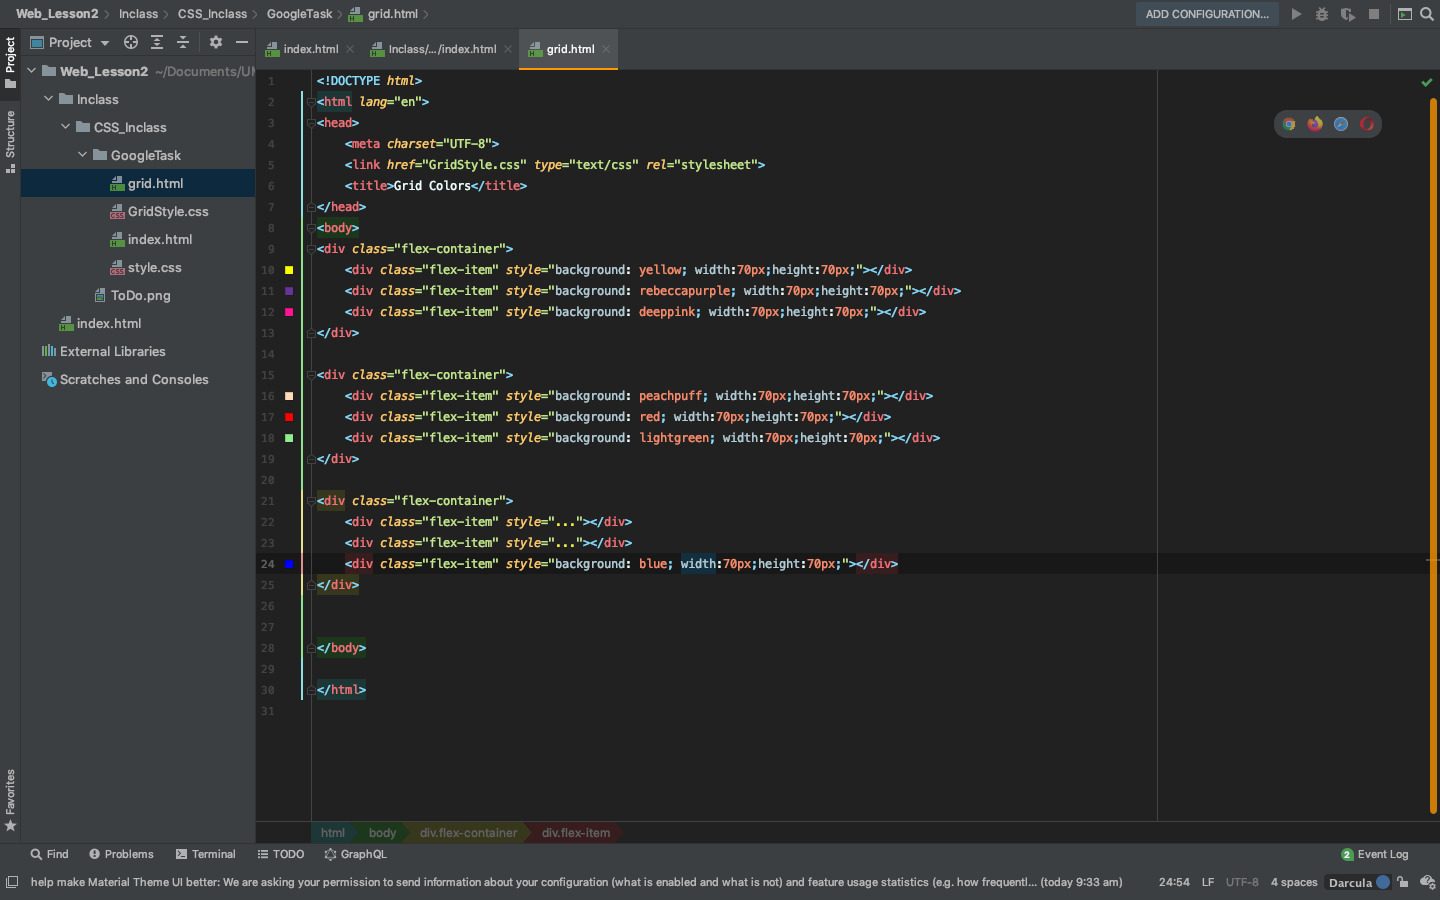 Web_Lesson2 Inclass CSS_Inclass GoogleTask grid.html ADD CONFIGURATION...
Project
index.html Inclass/.../index.html grid.html
Project
Structure
Favorites
Web_Lesson2 ~/Documents/UI
Inclass
CSS_Inclass
GoogleTask
grid.html
GridStyle.css
index.html
style.css
ToDo.png
index.html
External Libraries
Scratches and Consoles
1 <!DOCTYPE html>
2 <html lang="en">
3 <head>
4 <meta charset="UTF-8">
5 <link href="GridStyle.css" type="text/css" rel="stylesheet">
6 <title>Grid Colors</title>
7 </head>
8 <body>
9 <div class="flex-container">
10 <div class="flex-item" style="background: yellow; width:70px;height:70px;"></div>
11 <div class="flex-item" style="background: rebeccapurple; width:70px;height:70px;"></div>
12 <div class="flex-item" style="background: deeppink; width:70px;height:70px;"></div>
13 </div>
14
15 <div class="flex-container">
16 <div class="flex-item" style="background: peachpuff; width:70px;height:70px;"></div>
17 <div class="flex-item" style="background: red; width:70px;height:70px;"></div>
18 <div class="flex-item" style="background: lightgreen; width:70px;height:70px;"></div>
19 </div>
20
21 <div class="flex-container">
22 <div class="flex-item" style="..."></div>
23 <div class="flex-item" style="..."></div>
24 <div class="flex-item" style="background: blue; width:70px;height:70px;"></div>
25 </div>
26
27
28 </body>
29
30 </html>
31
html body div.flex-container div.flex-item
Find Problems Terminal TODO GraphQL 2 Event Log
help make Material Theme UI better: We are asking your permission to send information about your configuration (what is enabled and what is not) and feature usage statistics (e.g. how frequentl... (today 9:33 am) 24:54 LF UTF-8 4 spaces Darcula